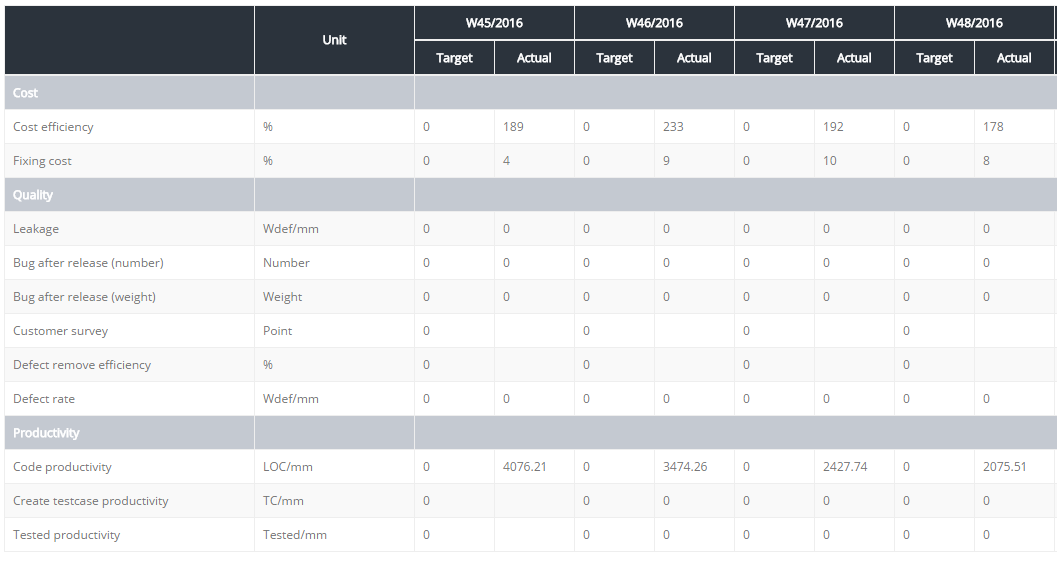 W45/2016 W46/2016 W47/2016 W48/2016
Unit
Target Actual Target Actual Target Actual Target Actual
Cost
Cost efficiency % 0 189 0 233 0 192 0 178
Fixing cost % 0 4 0 9 0 10 0 8
Quality
Leakage Wdef/mm 0 0 0 0 0 0 0 0
Bug after release (number) Number 0 0 0 0 0 0 0 0
Bug after release (weight) Weight 0 0 0 0 0 0 0 0
Customer survey Point 0 0 0 0
Defect remove efficiency % 0 0 0 0
Defect rate Wdef/mm 0 0 0 0 0 0 0 0
Productivity
Code productivity LOC/mm 0 4076.21 0 3474.26 0 2427.74 0 2075.51
Create testcase productivity TC/mm 0 0 0 0 0 0 0
Tested productivity Tested/mm 0 0 0 0 0 0 0